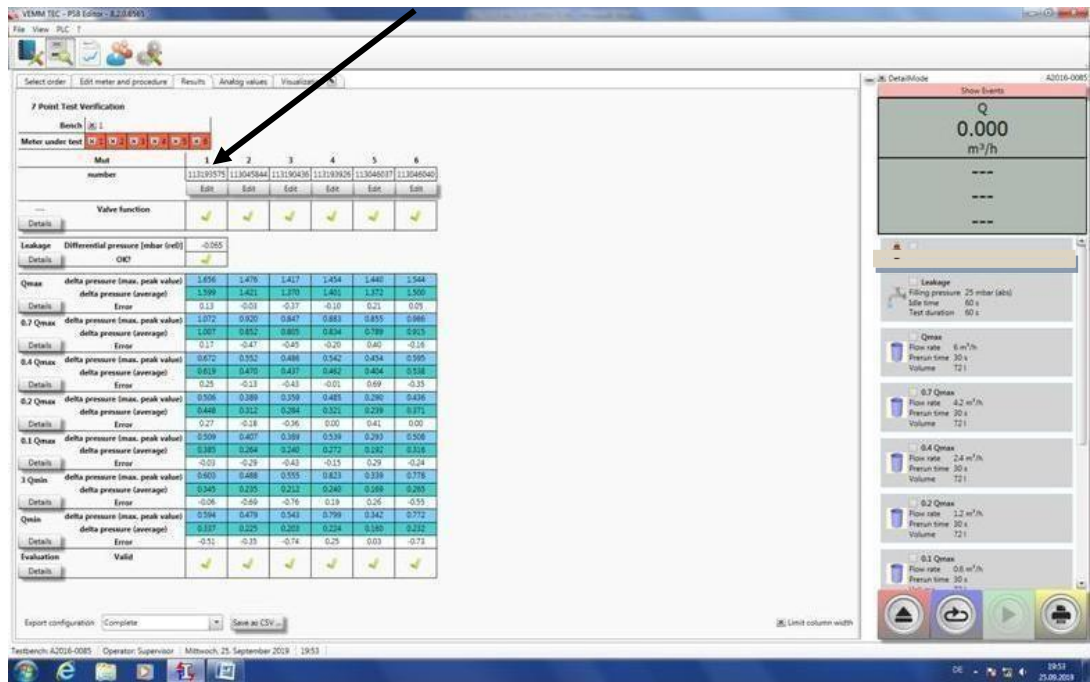 VEMM TEC - PSB Editor - 8.2.0.6565
File View PLC ?
Select order Edit meter and procedure Results Analog values
7 Point Test Verification
Bench 1
Meter under test 1 2 3 4 5 6
Mut 1 2 3 4 5 6
number 113193575 113045844 113190436 113193926 113046037 113046040
Edit Edit Edit Edit Edit Edit
--- Valve function
Details
Leakage Differential pressure [mbar (rel)] -0.065
Details OK?
Qmax delta pressure (max. peak value) 1.656 1.476 1.417 1.454 1.440 1.544
delta pressure (average) 1.599 1.421 1.370 1.401 1.372 1.500
Details Error 0.13 -0.03 -0.37 -0.10 0.21 0.05
0.7 Qmax delta pressure (max. peak value) 1.072 0.920 0.847 0.883 0.855 0.986
delta pressure (average) 1.007 0.852 0.805 0.834 0.789 0.915
Details Error 0.17 -0.47 -0.45 -0.20 0.40 -0.16
0.4 Qmax delta pressure (max. peak value) 0.672 0.552 0.486 0.542 0.454 0.595
delta pressure (average) 0.619 0.470 0.437 0.462 0.404 0.538
Details Error 0.25 -0.13 -0.43 -0.01 0.69 -0.35
0.2 Qmax delta pressure (max. peak value) 0.506 0.389 0.359 0.485 0.290 0.436
delta pressure (average) 0.448 0.312 0.284 0.321 0.239 0.371
Details Error 0.27 -0.18 -0.36 0.00 0.41 0.00
0.1 Qmax delta pressure (max. peak value) 0.509 0.407 0.389 0.539 0.293 0.508
delta pressure (average) 0.385 0.264 0.240 0.272 0.192 0.316
Details Error -0.03 -0.29 -0.43 -0.15 0.29 -0.24
3 Qmin delta pressure (max. peak value) 0.603 0.488 0.555 0.823 0.339 0.776
delta pressure (average) 0.345 0.235 0.212 0.240 0.169 0.265
Details Error -0.06 -0.69 -0.76 0.19 0.26 -0.55
Qmin delta pressure (max. peak value) 0.594 0.479 0.543 0.799 0.342 0.772
delta pressure (average) 0.337 0.225 0.203 0.224 0.160 0.232
Details Error -0.51 -0.35 -0.74 0.25 0.03 -0.73
Evaluation Valid
Details
Export configuration Complete Save as CSV ... Limit column width
Testbench: A2016-0085 Operator: Supervisor Mittwoch, 25. September 2019 19:53
DetailMode A2016-0085
Show Events
Q
0.000
m³/h
---
---
---
Leakage
Filling pressure 25 mbar (abs)
Idle time 60 s
Test duration 60 s
Qmax
Flow rate 6 m³/h
Prerun time 30 s
Volume 72 l
0.7 Qmax
Flow rate 4.2 m³/h
Prerun time 30 s
Volume 72 l
0.4 Qmax
Flow rate 2.4 m³/h
Prerun time 30 s
Volume 72 l
0.2 Qmax
Flow rate 1.2 m³/h
Prerun time 30 s
Volume 72 l
0.1 Qmax
Flow rate 0.6 m³/h
Prerun time 30 s
DE 19:53
25.09.2019